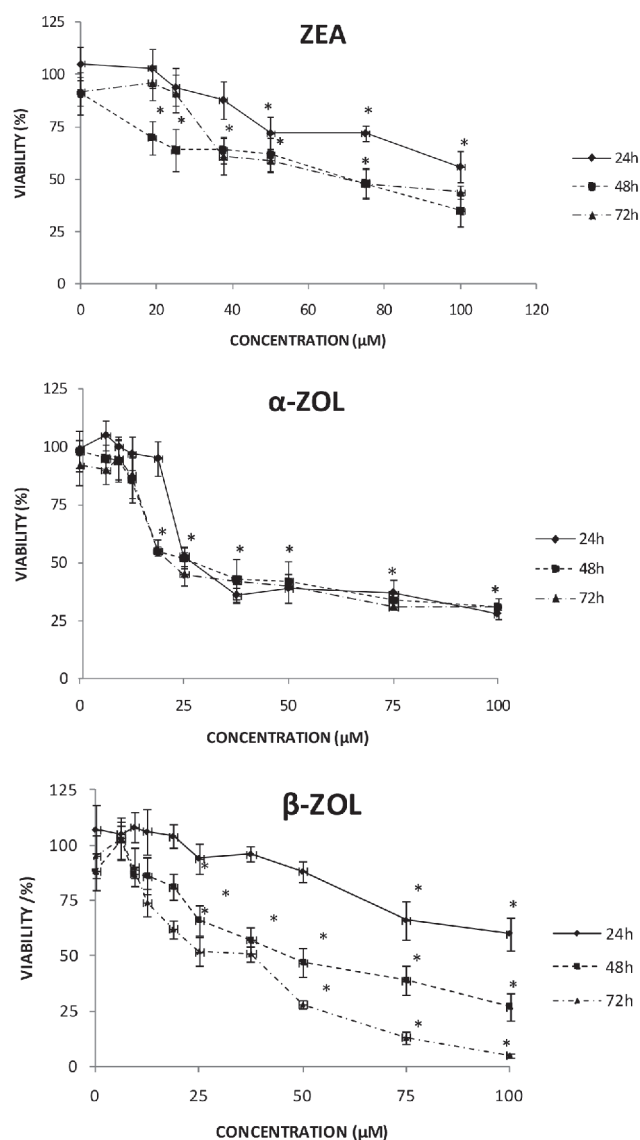 ZEA
VIABILITY (%)
125
100
75
50
25
0
0 20 40 60 80 100 120
CONCENTRATION (µM)
24h
48h
72h
α-ZOL
VIABILITY (%)
125
100
75
50
25
0
0 25 50 75 100
CONCENTRATION (µM)
24h
48h
72h
β-ZOL
VIABILITY /%)
125
100
75
50
25
0
0 25 50 75 100
CONCENTRATION (µM)
24h
48h
72h